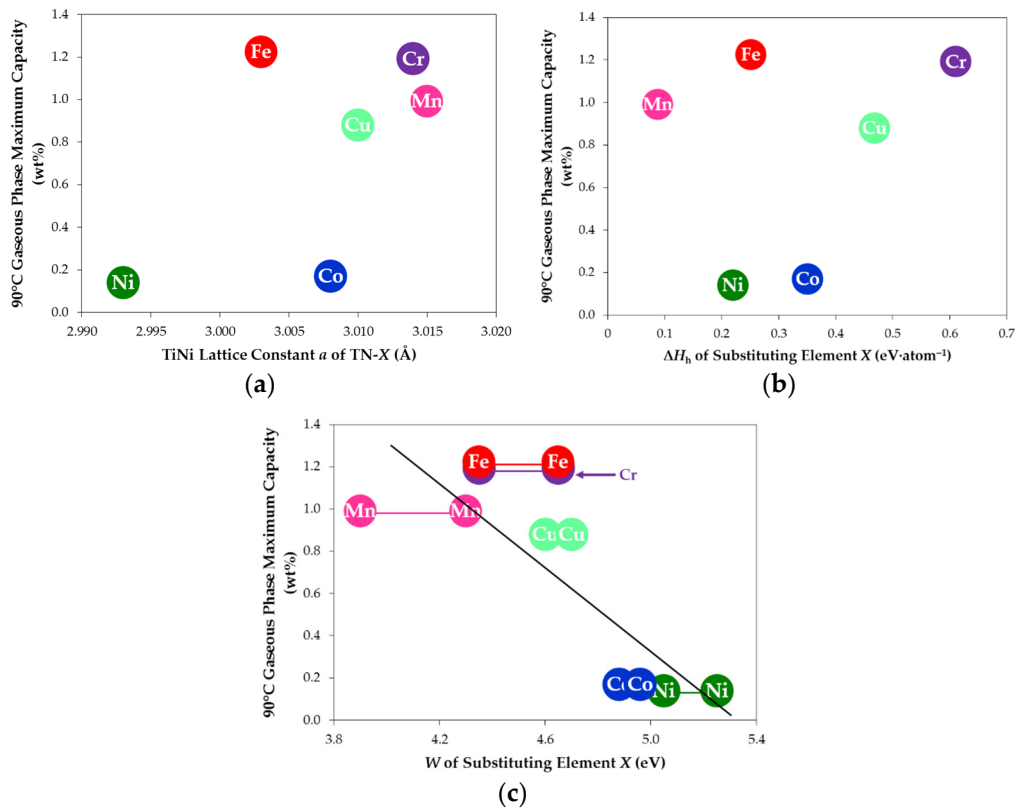 90°C Gaseous Phase Maximum Capacity
(wt%)
1.4
1.2
1.0
0.8
0.6
0.4
0.2
0.0
Fe
Cr
Mn
Cu
Ni
Co
2.990 2.995 3.000 3.005 3.010 3.015 3.020
TiNi Lattice Constant a of TN-X (Å)
(a)
90°C Gaseous Phase Maximum Capacity
(wt%)
1.4
1.2
1.0
0.8
0.6
0.4
0.2
0.0
Fe
Cr
Mn
Cu
Ni
Co
0 0.1 0.2 0.3 0.4 0.5 0.6 0.7
ΔHh of Substituting Element X (eV·atom⁻¹)
(b)
90°C Gaseous Phase Maximum Capacity
(wt%)
1.4
1.2
1.0
0.8
0.6
0.4
0.2
0.0
Fe Fe
Cr
Mn Mn
Cu Cu
Co Co Ni Ni
3.8 4.2 4.6 5.0 5.4
W of Substituting Element X (eV)
(c)